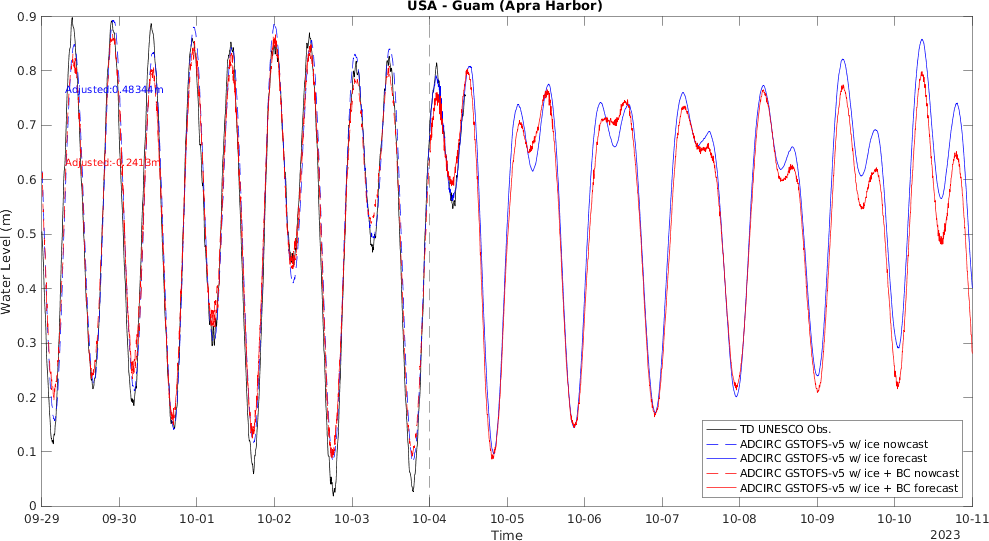 USA - Guam (Apra Harbor)
0.9
0.8
0.7
0.6
0.5
0.4
0.3
0.2
0.1
0
Water Level (m)
Adjusted:0.48344m
Adjusted:-0.2413m
TD UNESCO Obs.
ADCIRC GSTOFS-v5 w/ ice nowcast
ADCIRC GSTOFS-v5 w/ ice forecast
ADCIRC GSTOFS-v5 w/ ice + BC nowcast
ADCIRC GSTOFS-v5 w/ ice + BC forecast
09-29 09-30 10-01 10-02 10-03 10-04 10-05 10-06 10-07 10-08 10-09 10-10 10-11
Time
2023